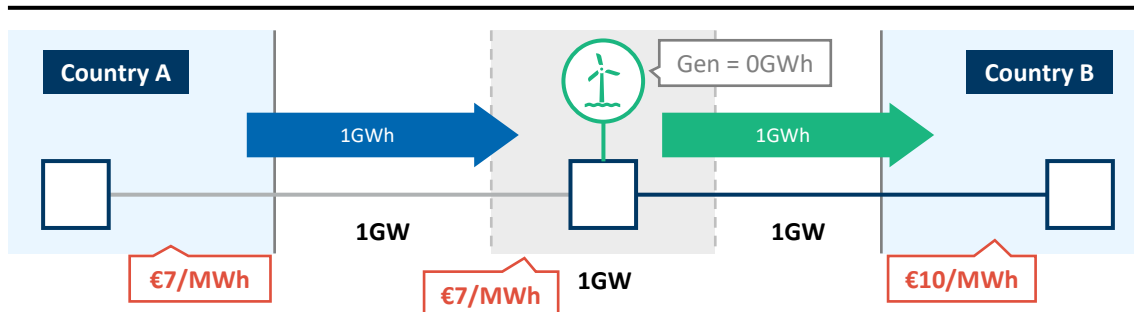 Country A
Gen = 0GWh
Country B
1GWh
1GWh
1GW
1GW
€7/MWh
€7/MWh
1GW
€10/MWh